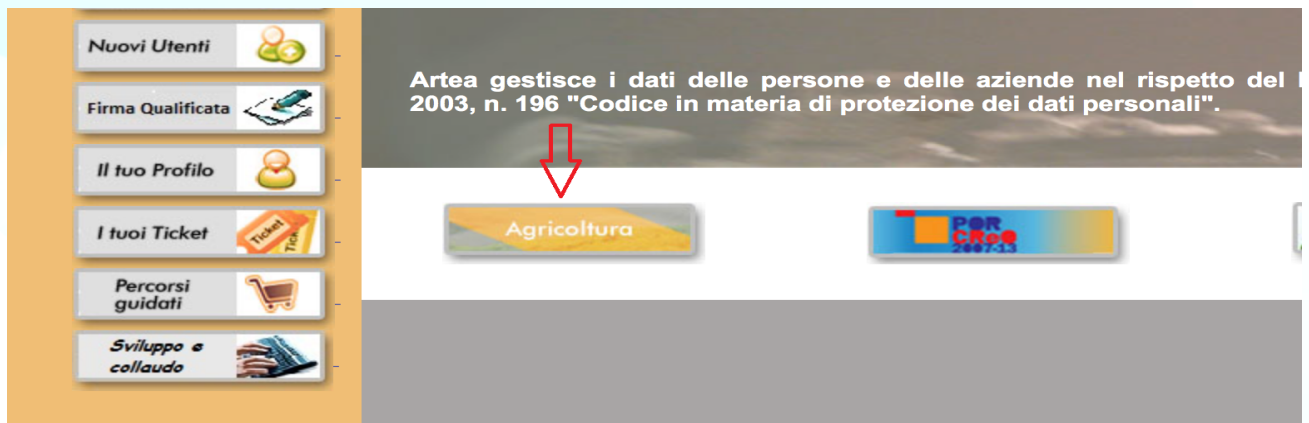 Nuovi Utenti
Firma Qualificata
Il tuo Profilo
I tuoi Ticket
Ticket
Percorsi
guidati
Sviluppo e
collaudo
Artea gestisce i dati delle persone e delle aziende nel rispetto del
2003, n. 196 "Codice in materia di protezione dei dati personali".
Agricoltura
POR
CReO
2007-13